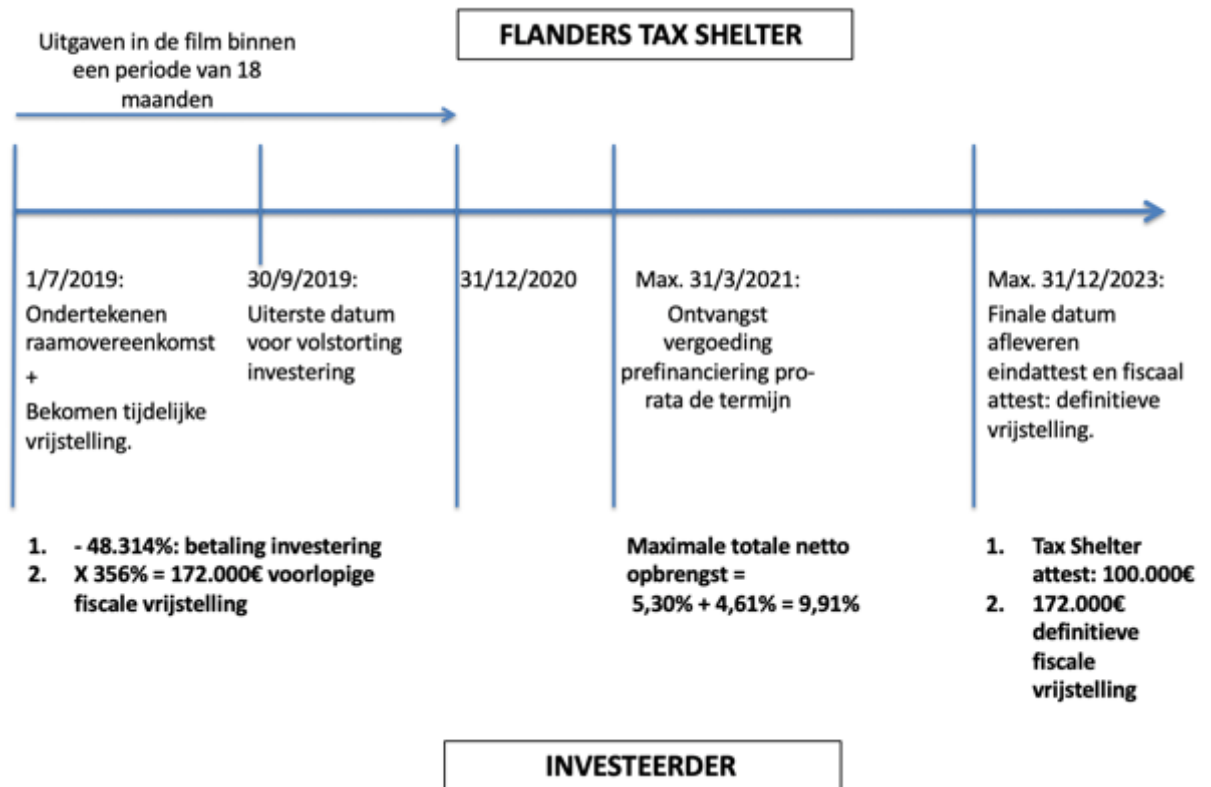 FLANDERS TAX SHELTER
Uitgaven in de film binnen
een periode van 18
maanden
1/7/2019:
Ondertekenen
raamovereenkomst
+
Bekomen tijdelijke
vrijstelling.
30/9/2019:
Uiterste datum
voor volstorting
investering
31/12/2020
Max. 31/3/2021:
Ontvangst
vergoeding
prefinanciering pro-
rata de termijn
Max. 31/12/2023:
Finale datum
afleveren
eindattest en fiscaal
attest: definitieve
vrijstelling.
1. - 48.314%: betaling investering
2. X 356% = 172.000€ voorlopige
fiscale vrijstelling
Maximale totale netto
opbrengst =
5,30% + 4,61% = 9,91%
1. Tax Shelter
attest: 100.000€
2. 172.000€
definitieve
fiscale
vrijstelling
INVESTEERDER